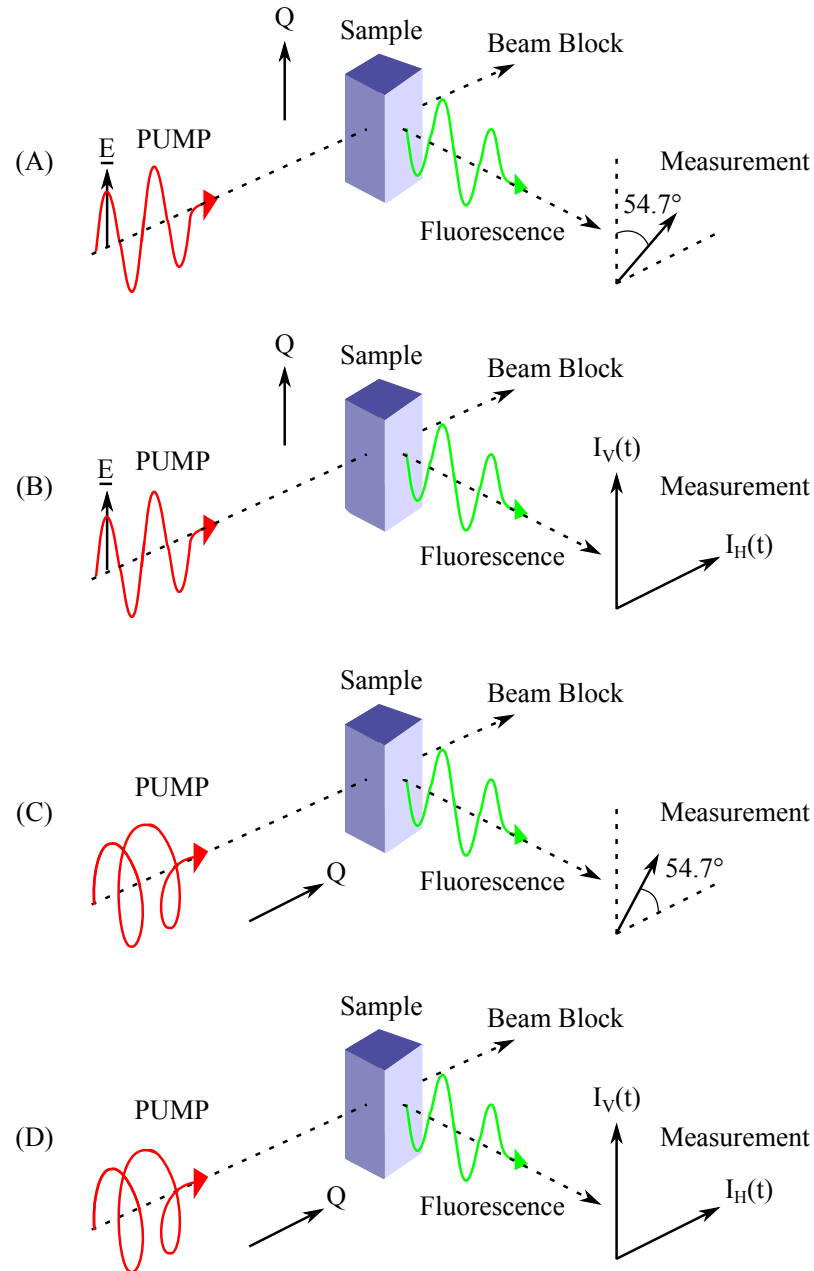 Q
Sample
Beam Block
(A)
E
PUMP
Measurement
54.7°
Fluorescence
Q
Sample
Beam Block
(B)
E
PUMP
I_V(t)
Measurement
I_H(t)
Fluorescence
Sample
Beam Block
(C)
PUMP
Q
Measurement
54.7°
Fluorescence
Sample
Beam Block
(D)
PUMP
Q
I_V(t)
Measurement
I_H(t)
Fluorescence